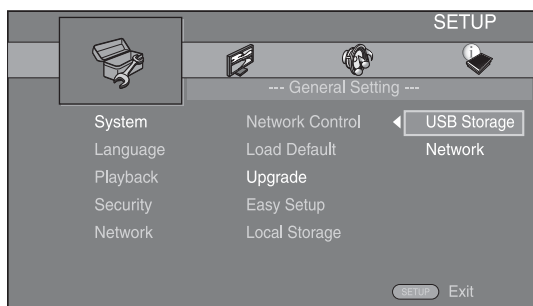 SETUP
--- General Setting ---
System Network Control USB Storage
Language Load Default Network
Playback Upgrade
Security Easy Setup
Network Local Storage
SETUP Exit